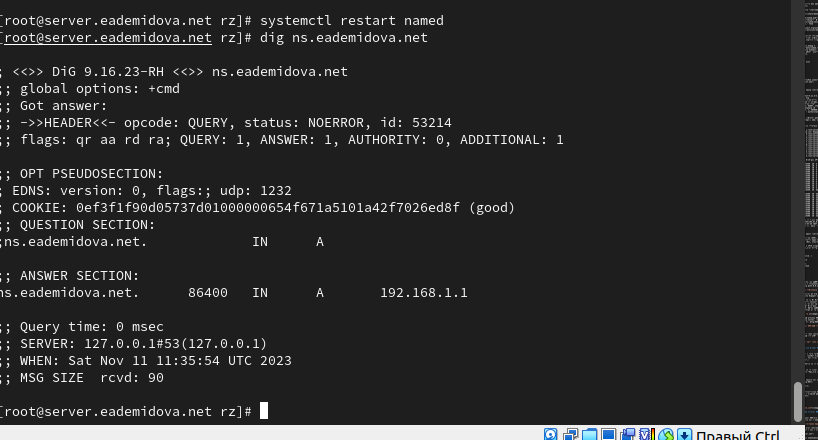 [root@server.eademidova.net rz]# systemctl restart named
[root@server.eademidova.net rz]# dig ns.eademidova.net
; <<>> DiG 9.16.23-RH <<>> ns.eademidova.net
;; global options: +cmd
;; Got answer:
;; ->>HEADER<<- opcode: QUERY, status: NOERROR, id: 53214
;; flags: qr aa rd ra; QUERY: 1, ANSWER: 1, AUTHORITY: 0, ADDITIONAL: 1
;; OPT PSEUDOSECTION:
; EDNS: version: 0, flags:; udp: 1232
; COOKIE: 0ef3f1f90d05737d01000000654f671a5101a42f7026ed8f (good)
;; QUESTION SECTION:
;ns.eademidova.net. IN A
;; ANSWER SECTION:
ns.eademidova.net. 86400 IN A 192.168.1.1
;; Query time: 0 msec
;; SERVER: 127.0.0.1#53(127.0.0.1)
;; WHEN: Sat Nov 11 11:35:54 UTC 2023
;; MSG SIZE rcvd: 90
[root@server.eademidova.net rz]#
Правый Ctrl